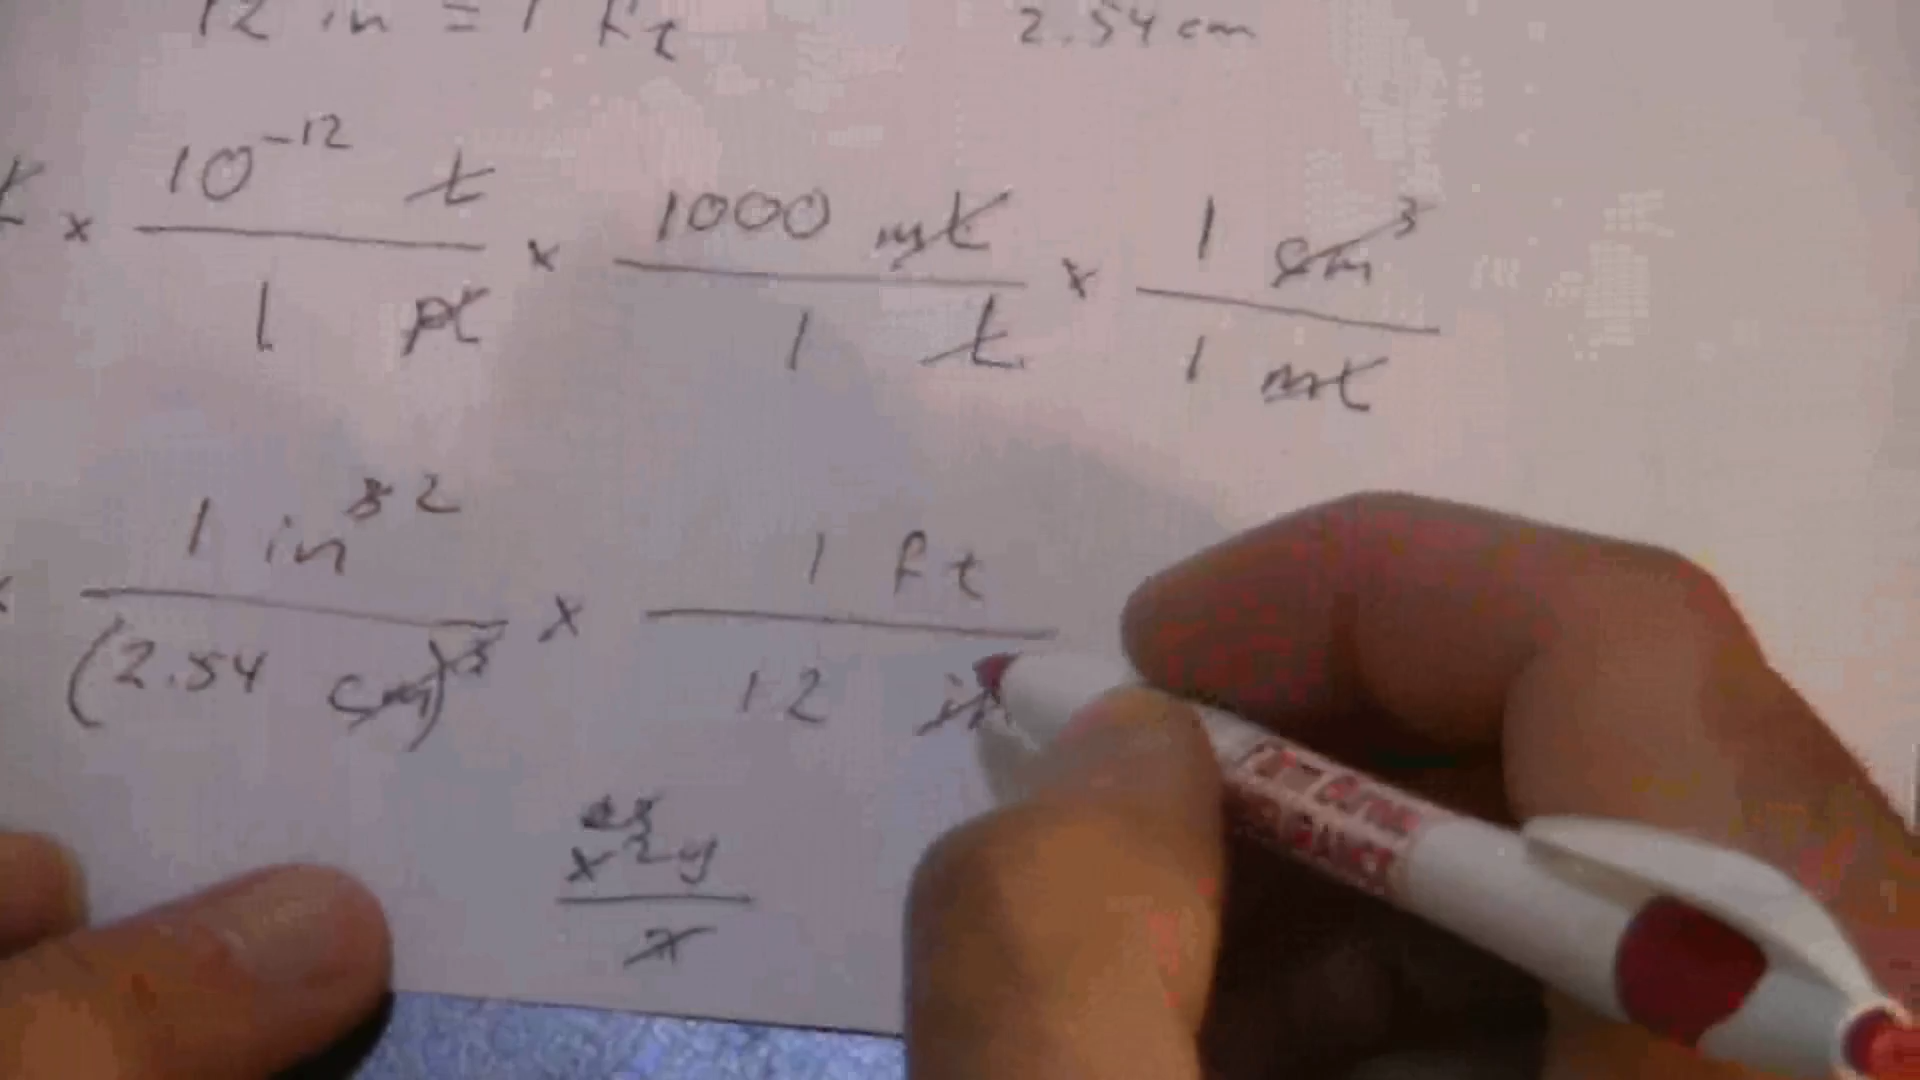 12 in = 1 ft 2.54 cm
x 10⁻¹² L / 1 pL x 1000 mL / 1 L x 1 cm³ / 1 mL
1 in³ 2 / (2.54 cm)³ x 1 ft / 12 in
x²y / x